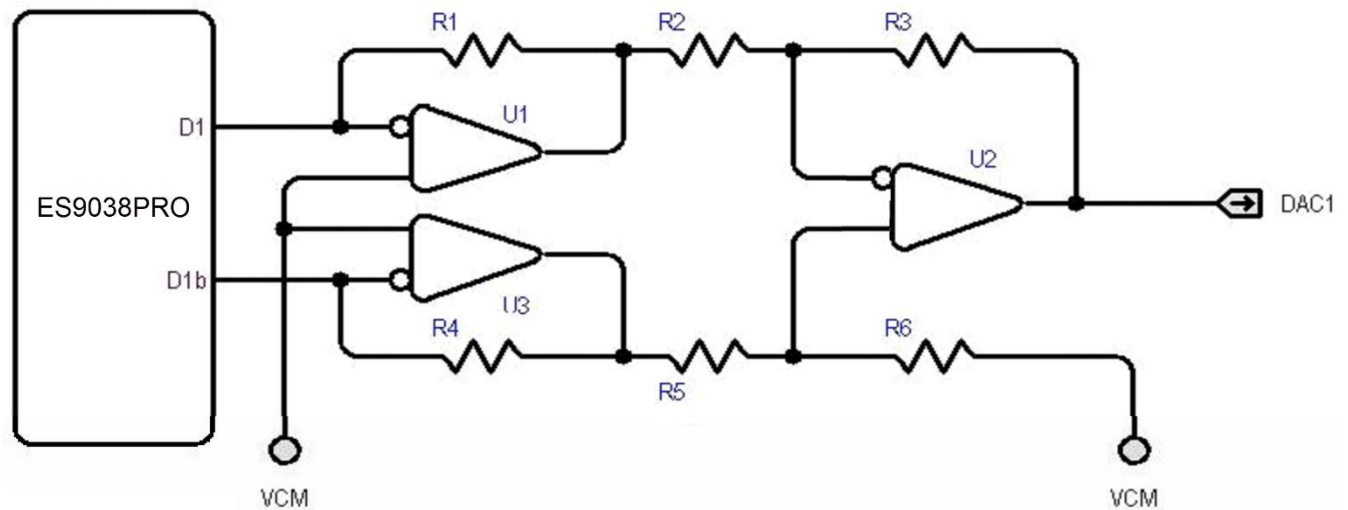 R1
R2
R3
D1
U1
U2
ES9038PRO
DAC1
D1b
U3
R4
R5
R6
VCM
VCM